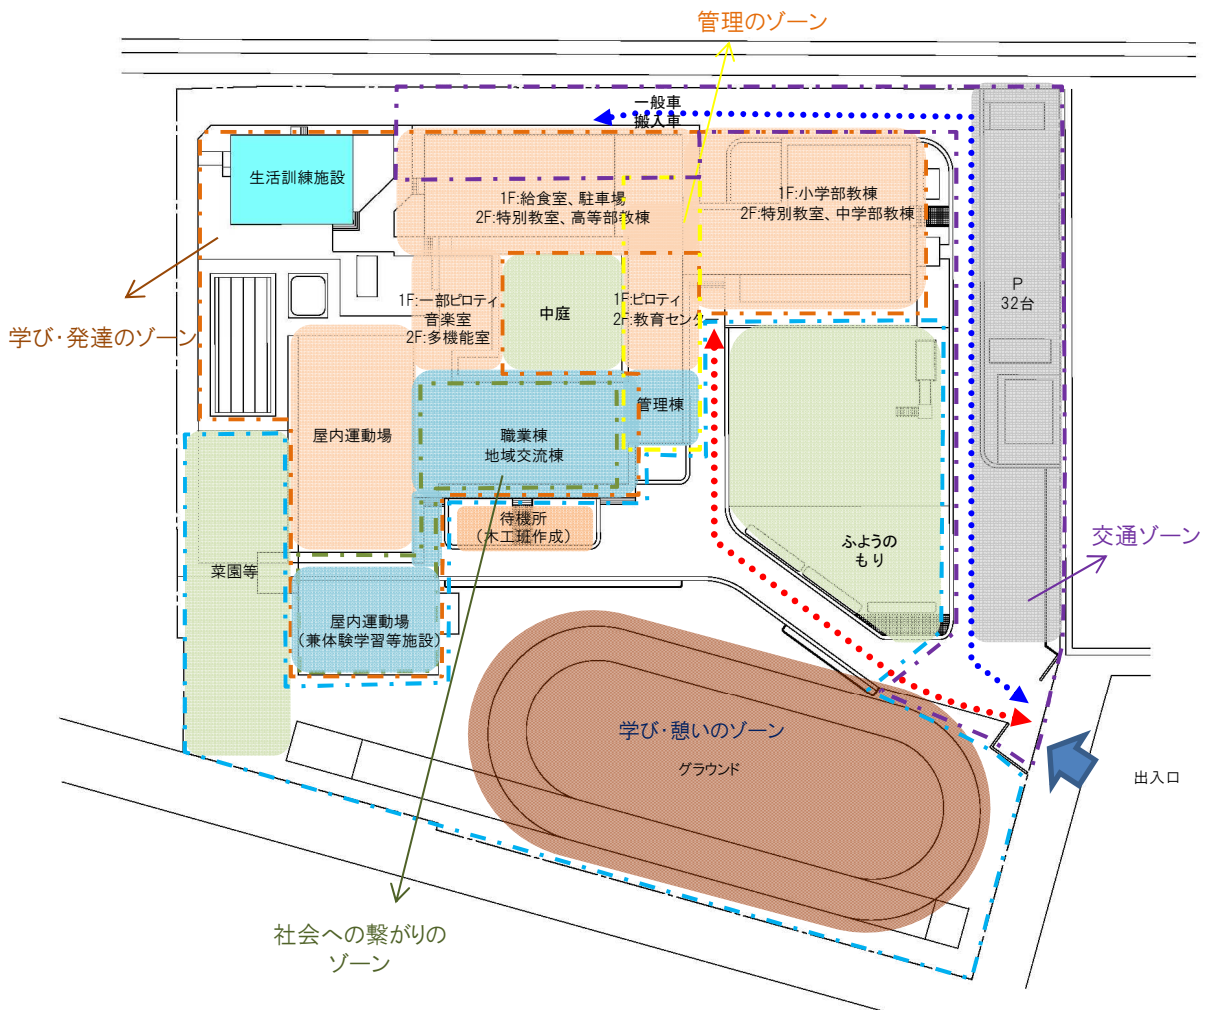 管理のゾーン
一般車
搬入車
生活訓練施設
1F:給食室、駐車場
2F:特別教室、高等部教棟
1F:小学部教棟
2F:特別教室、中学部教棟
P
32台
学び・発達のゾーン
1F:一部ピロティ
音楽室
2F:多機能室
中庭
1F:ピロティ
2F:教育センター
管理棟
屋内運動場
職業棟
地域交流棟
待機所
（木工班作成）
ふようの
もり
交通ゾーン
菜園等
屋内運動場
（兼体験学習等施設）
学び・憩いのゾーン
グラウンド
出入口
社会への繋がりの
ゾーン